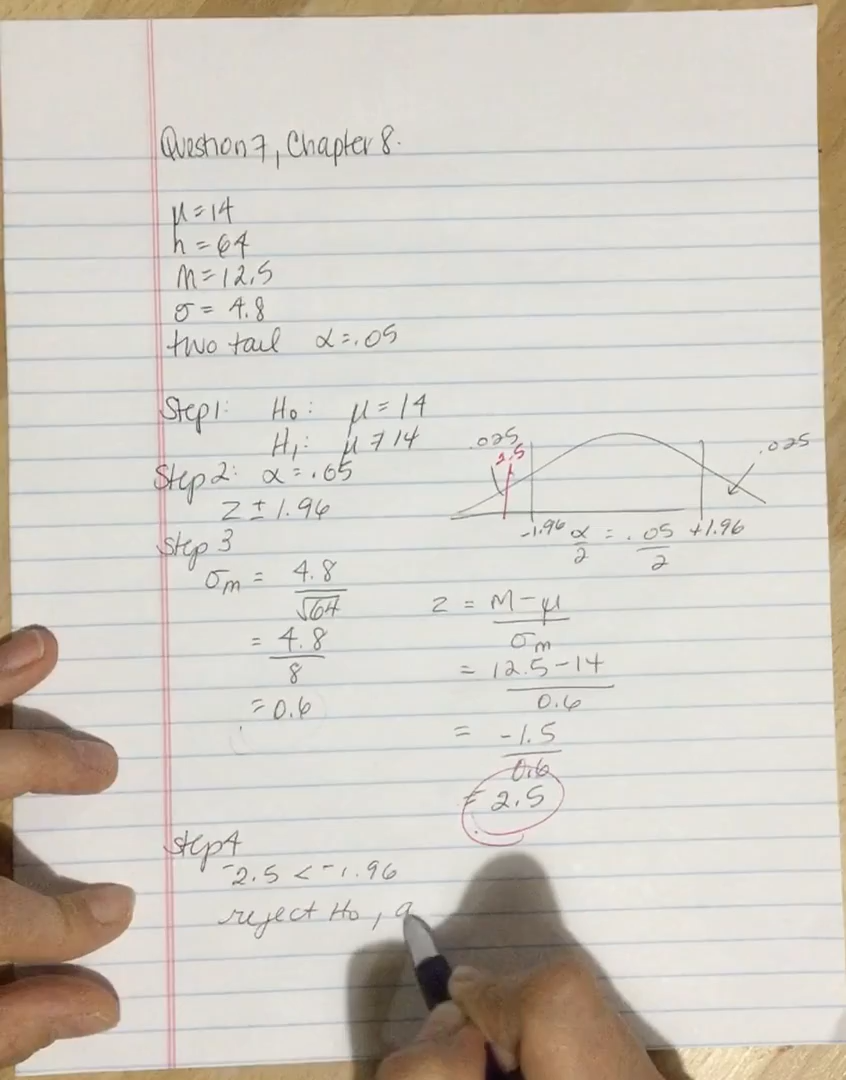 Question 7, Chapter 8.
μ = 14
n = 64
M = 12.5
σ = 4.8
two tail α = .05
Step 1: H₀: μ = 14
H₁: μ ≠ 14
Step 2: α = .05
Z ± 1.96
.025
2.5
.025
-1.96
+1.96
α/2 = .05/2
Step 3
σm = 4.8/√64
= 4.8/8
= 0.6
Z = M - μ/σm
= 12.5 - 14/0.6
= -1.5/0.6
= 2.5
Step 4
-2.5 < -1.96
reject H₀, a